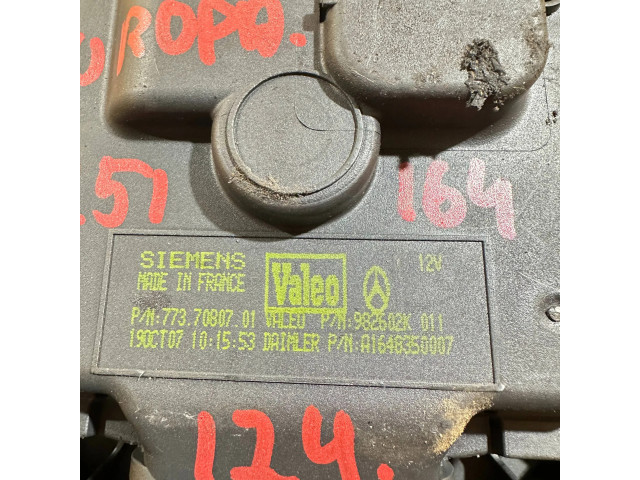 ROPA.
51 164
SIEMENS Valeo 12V
MADE IN FRANCE
P/N:773.70807.01 VALEO P/N:982602K 011
19OCT07 10:15:53 DAIMLER P/N:A1648350007
124.